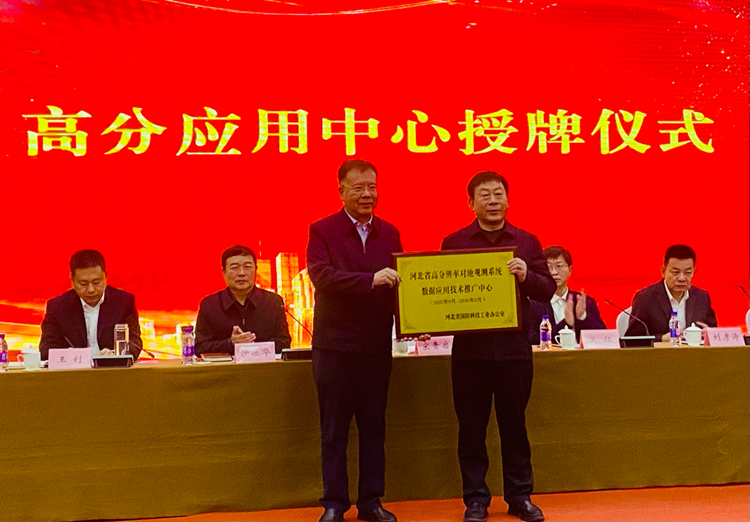 高分应用中心授牌仪式
河北省高分辨率对地观测系统
数据应用技术推广中心
河北省国防科技工业办公室
王利